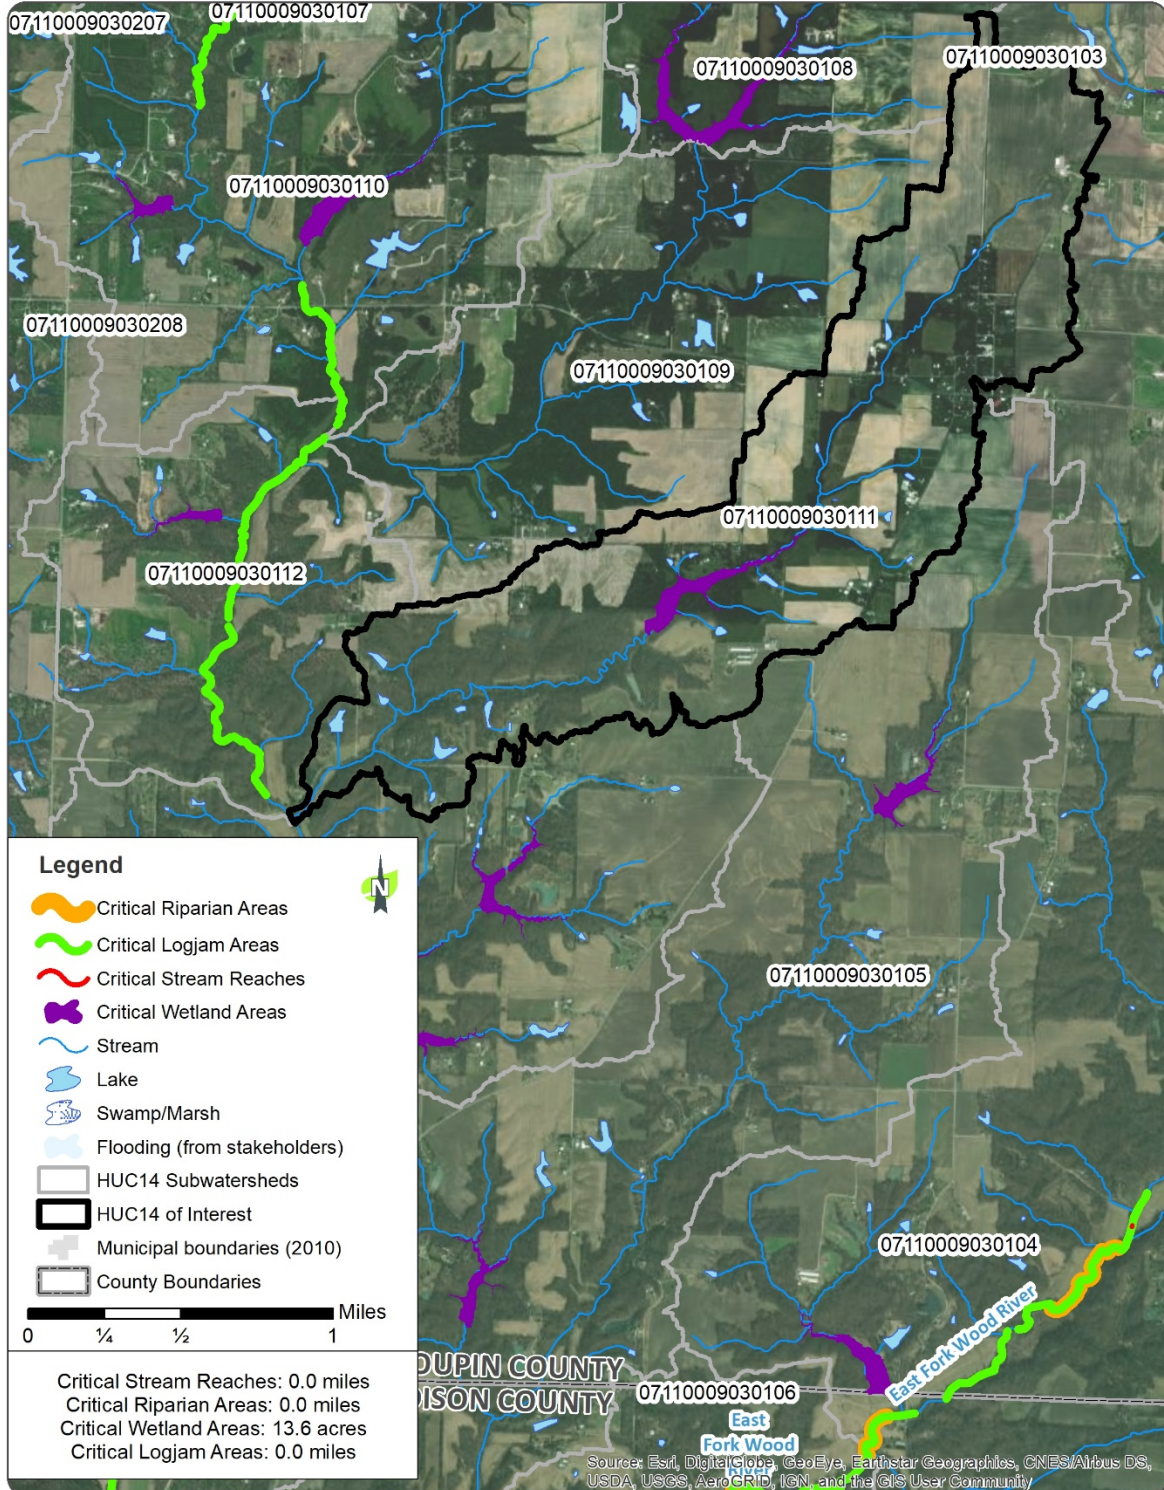 07110009030207
07110009030107
07110009030108
07110009030103
07110009030110
07110009030208
07110009030109
07110009030111
07110009030112
07110009030105
07110009030104
East Fork Wood River
OUPIN COUNTY
DISON COUNTY
07110009030106
East
Fork Wood
River
Legend
N
Critical Riparian Areas
Critical Logjam Areas
Critical Stream Reaches
Critical Wetland Areas
Stream
Lake
Swamp/Marsh
Flooding (from stakeholders)
HUC14 Subwatersheds
HUC14 of Interest
Municipal boundaries (2010)
County Boundaries
Miles
0 ¼ ½ 1
Critical Stream Reaches: 0.0 miles
Critical Riparian Areas: 0.0 miles
Critical Wetland Areas: 13.6 acres
Critical Logjam Areas: 0.0 miles
Source: Esri, DigitalGlobe, GeoEye, Earthstar Geographics, CNES/Airbus DS,
USDA, USGS, AeroGRID, IGN, and the GIS User Community